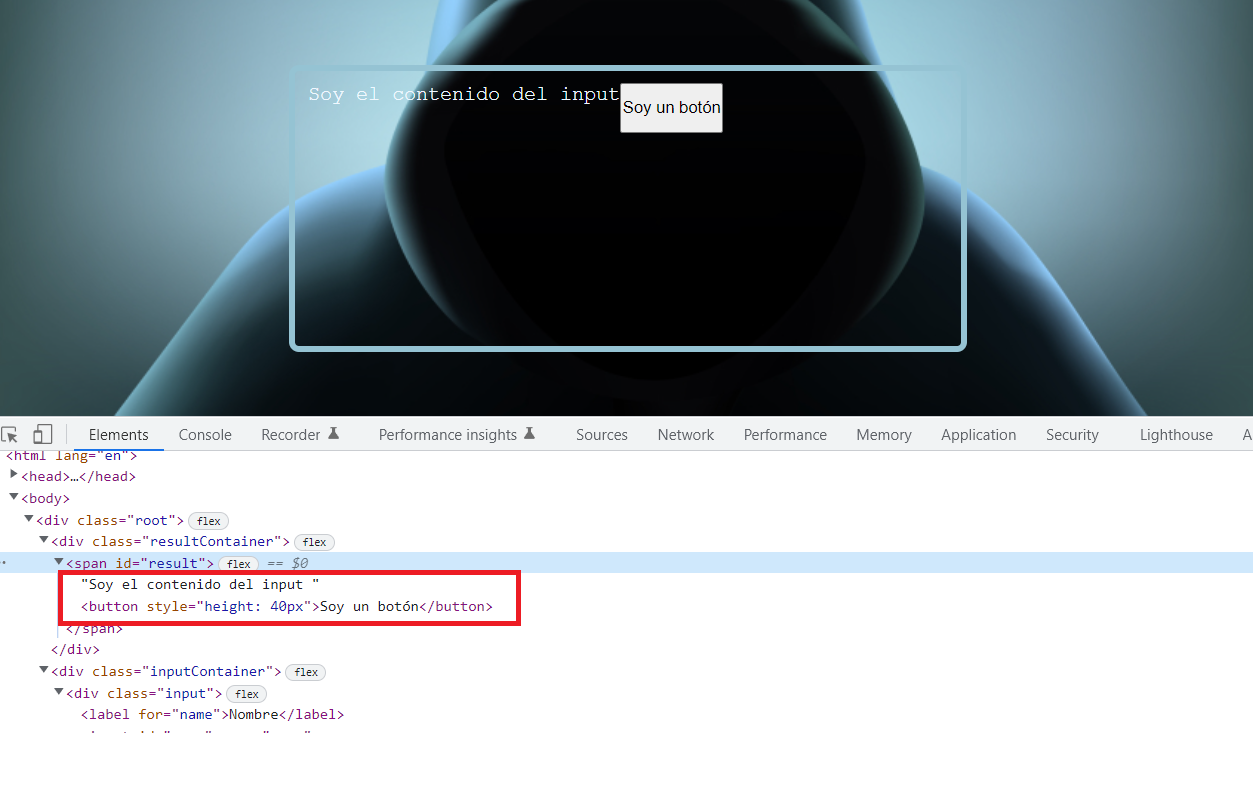 Soy el contenido del input Soy un botón
Elements Console Recorder Performance insights Sources Network Performance Memory Application Security Lighthouse A
<html lang="en">
<head>…</head>
<body>
<div class="root"> flex
<div class="resultContainer"> flex
<span id="result"> flex == $0
"Soy el contenido del input "
<button style="height: 40px">Soy un botón</button>
</span>
</div>
<div class="inputContainer"> flex
<div class="input"> flex
<label for="name">Nombre</label>